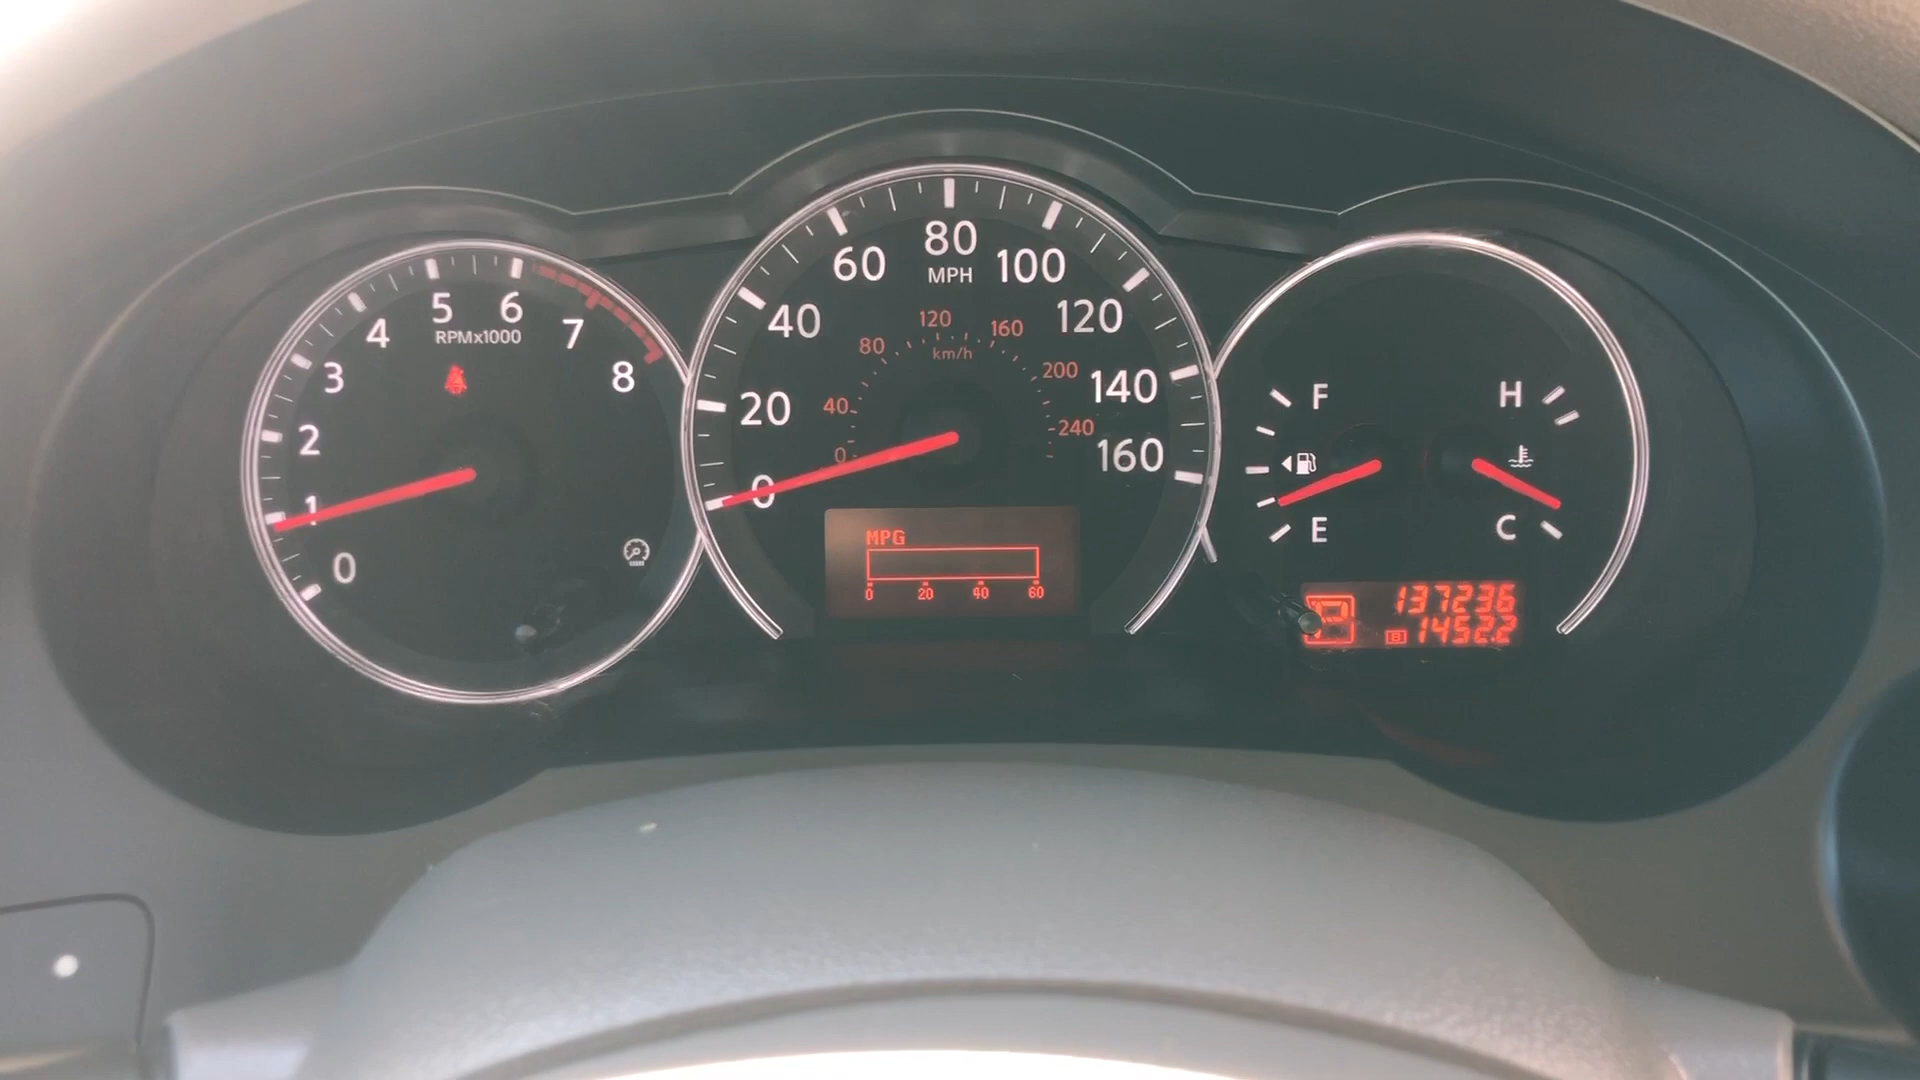 0 1 2 3 4 5 6 7 8
RPMx1000
0 20 40 60 80 100 120 140 160
MPH
0 40 80 120 160 200 240
km/h
MPG
0 20 40 60
F
E
H
C
P
137236
B 1452.2